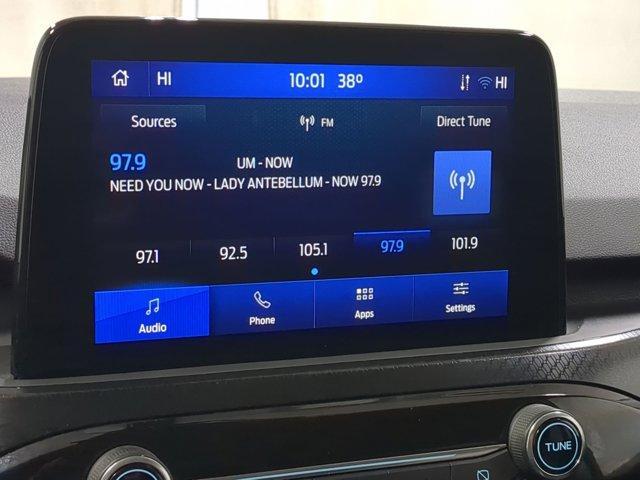 HI 10:01 38° HI
Sources FM Direct Tune
97.9 UM - NOW
NEED YOU NOW - LADY ANTEBELLUM - NOW 97.9
97.1 92.5 105.1 97.9 101.9
Audio Phone Apps Settings
TUNE